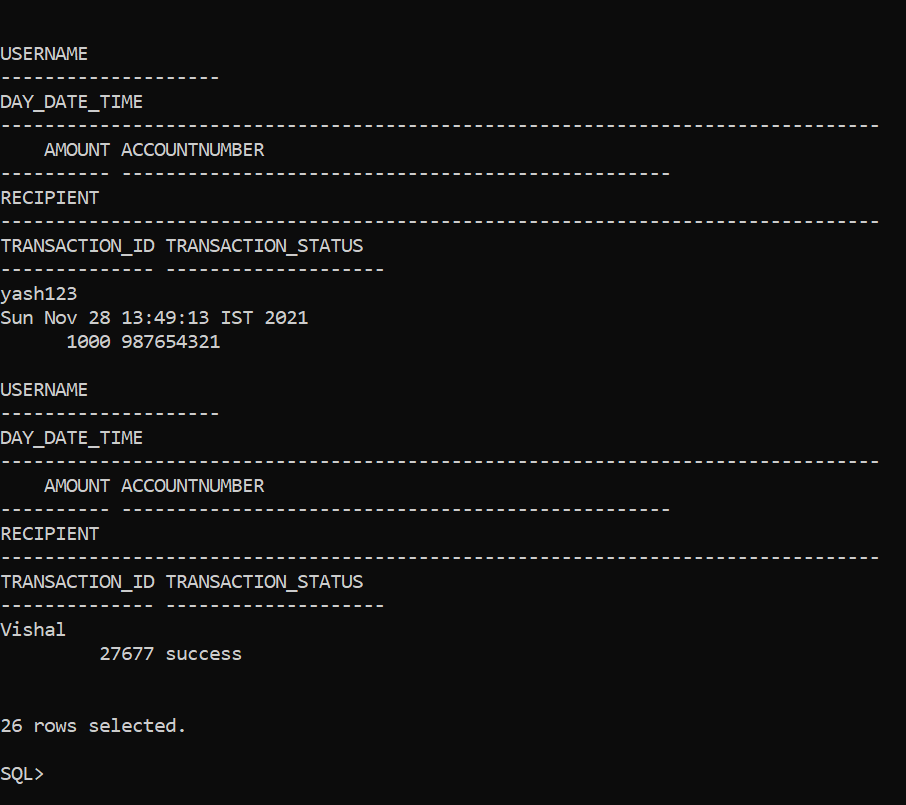 USERNAME
--------------------
DAY_DATE_TIME
--------------------------------------------------------------------------------
    AMOUNT ACCOUNTNUMBER
---------- --------------------------------------------------
RECIPIENT
--------------------------------------------------------------------------------
TRANSACTION_ID TRANSACTION_STATUS
-------------- --------------------
yash123
Sun Nov 28 13:49:13 IST 2021
      1000 987654321
USERNAME
--------------------
DAY_DATE_TIME
--------------------------------------------------------------------------------
    AMOUNT ACCOUNTNUMBER
---------- --------------------------------------------------
RECIPIENT
--------------------------------------------------------------------------------
TRANSACTION_ID TRANSACTION_STATUS
-------------- --------------------
Vishal
         27677 success
26 rows selected.
SQL>